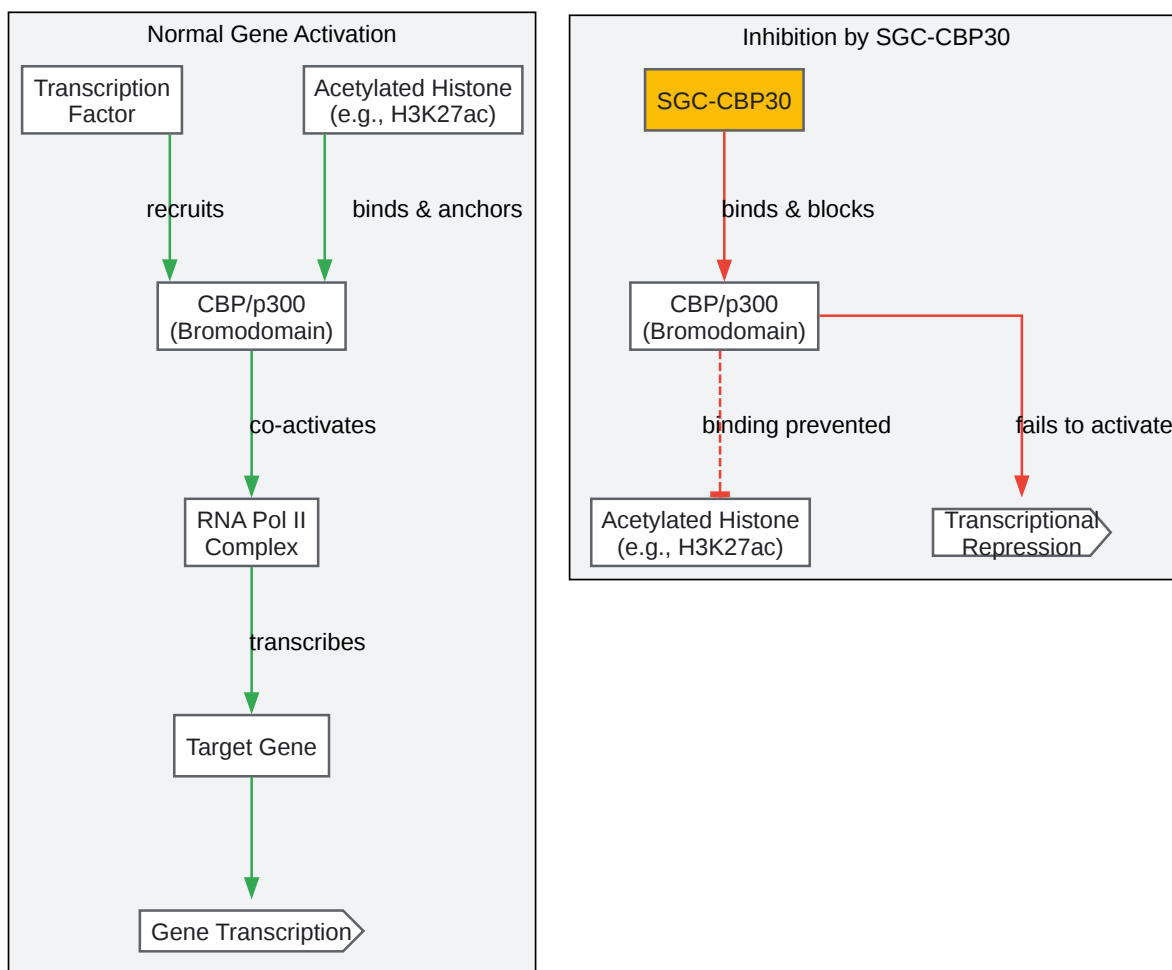 Normal Gene Activation
Transcription
Factor
Acetylated Histone
(e.g., H3K27ac)
recruits
binds & anchors
CBP/p300
(Bromodomain)
co-activates
RNA Pol II
Complex
transcribes
Target Gene
Gene Transcription
Inhibition by SGC-CBP30
SGC-CBP30
binds & blocks
CBP/p300
(Bromodomain)
binding prevented
fails to activate
Acetylated Histone
(e.g., H3K27ac)
Transcriptional
Repression